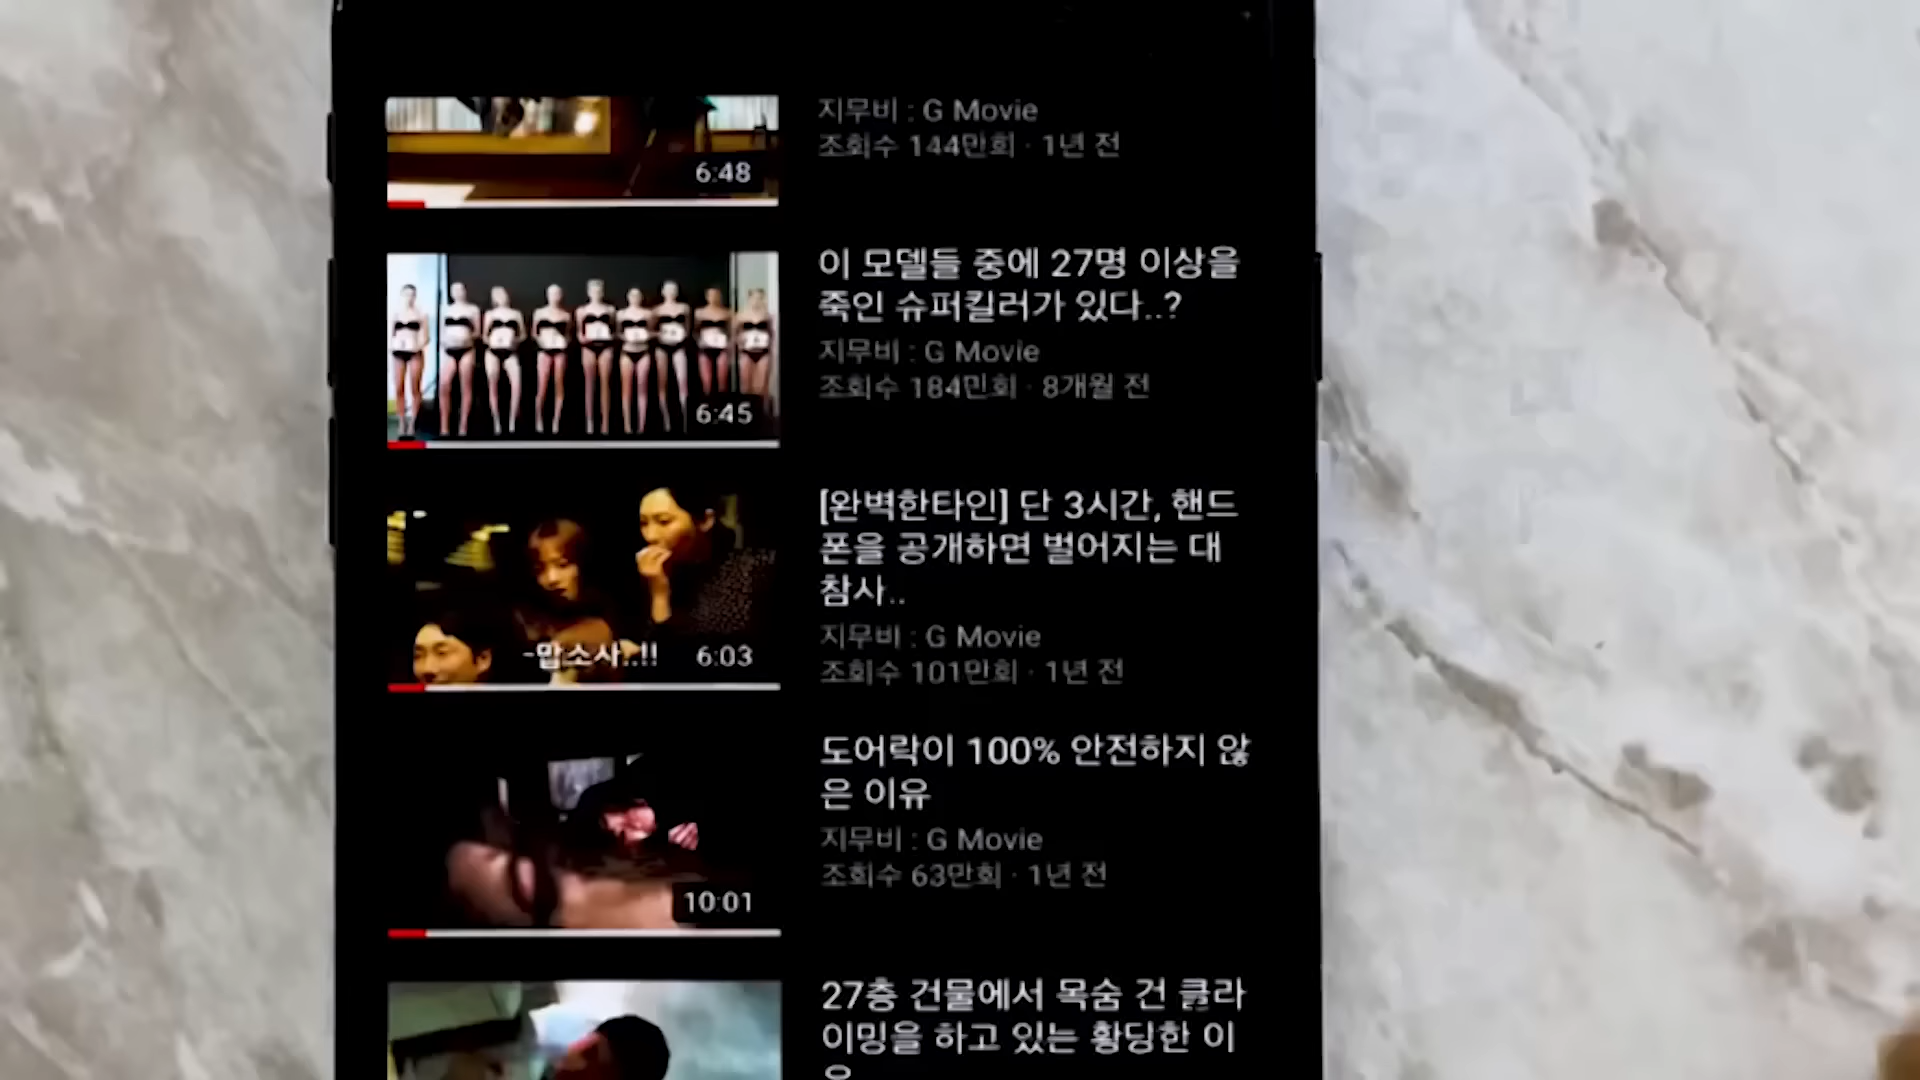 지무비 : G Movie
조회수 144만회 · 1년 전
6:48
이 모델들 중에 27명 이상을
죽인 슈퍼킬러가 있다..?
지무비 : G Movie
조회수 184만회 · 8개월 전
6:45
[완벽한타인] 단 3시간, 핸드
폰을 공개하면 벌어지는 대
참사..
지무비 : G Movie
조회수 101만회 · 1년 전
-맙소사..!!
6:03
도어락이 100% 안전하지 않
은 이유
지무비 : G Movie
조회수 63만회 · 1년 전
10:01
27층 건물에서 목숨 건 클라
이밍을 하고 있는 황당한 이